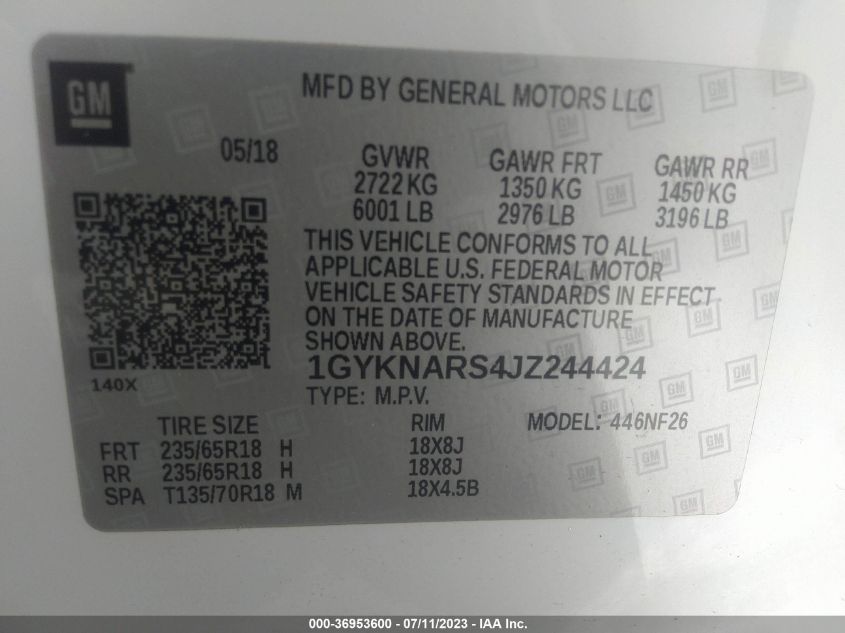 GM
MFD BY GENERAL MOTORS LLC
05/18
GVWR
2722 KG
6001 LB
GAWR FRT
1350 KG
2976 LB
GAWR RR
1450 KG
3196 LB
THIS VEHICLE CONFORMS TO ALL
APPLICABLE U.S. FEDERAL MOTOR
VEHICLE SAFETY STANDARDS IN EFFECT
ON THE DATE OF MANUFACTURE
SHOWN ABOVE.
1GYKNARS4JZ244424
140X
TYPE: M.P.V.
TIRE SIZE RIM MODEL: 446NF26
FRT 235/65R18 H 18X8J
RR 235/65R18 H 18X8J
SPA T135/70R18 M 18X4.5B
000-36953600 - 07/11/2023 - IAA Inc.